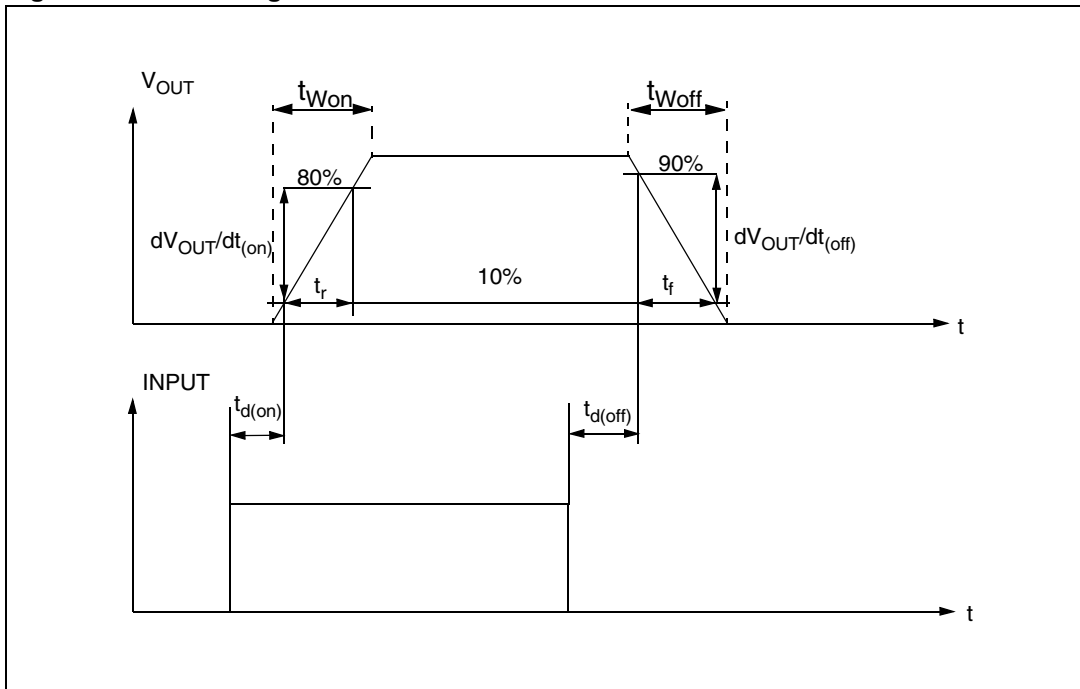 V_OUT
t_Won
t_Woff
80%
90%
dV_OUT/dt_(on)
dV_OUT/dt_(off)
t_r
10%
t_f
t
INPUT
t_d(on)
t_d(off)
t